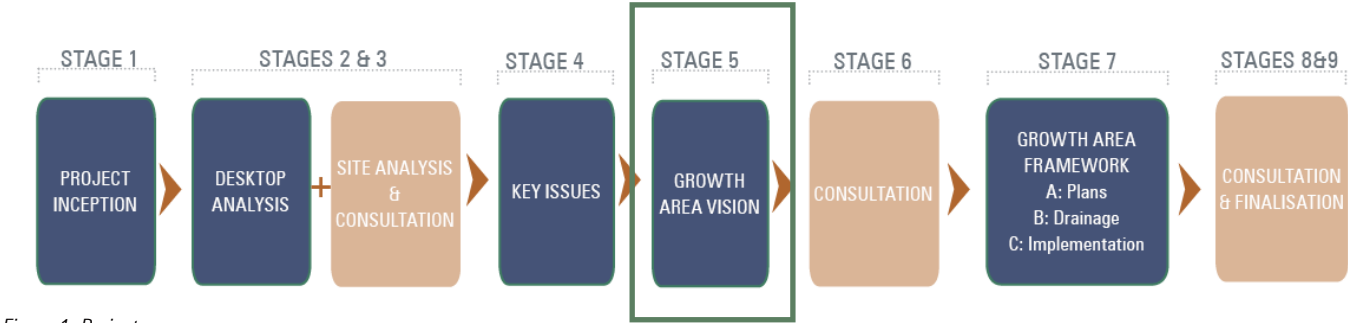 STAGE 1
STAGES 2 & 3
STAGE 4
STAGE 5
STAGE 6
STAGE 7
STAGES 8&9
PROJECT
INCEPTION
DESKTOP
ANALYSIS
+
SITE ANALYSIS
&
CONSULTATION
KEY ISSUES
GROWTH
AREA VISION
CONSULTATION
GROWTH AREA
FRAMEWORK
A: Plans
B: Drainage
C: Implementation
CONSULTATION
& FINALISATION